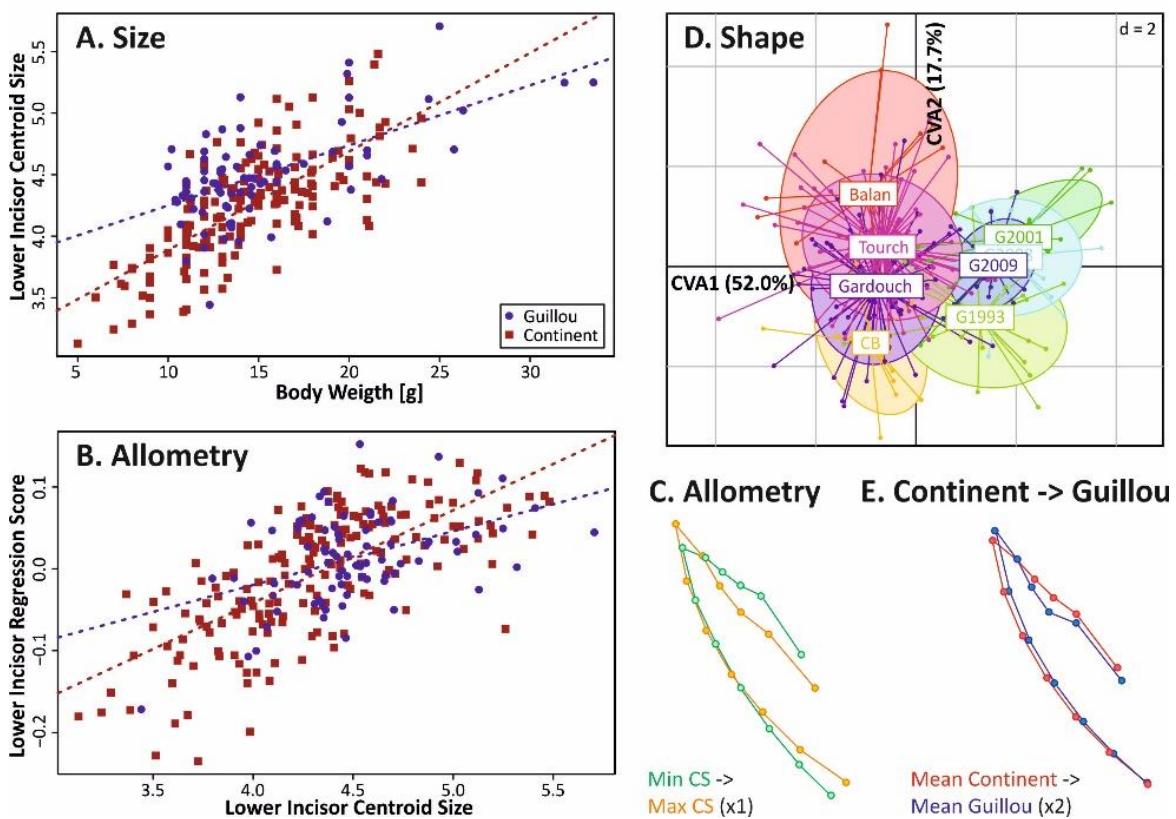 A. Size
Lower Incisor Centroid Size
5.5
5.0
4.5
4.0
3.5
Guillou
Continent
5 10 15 20 25 30
Body Weigth [g]
B. Allometry
Lower Incisor Regression Score
0.1
0.0
−0.1
−0.2
3.5 4.0 4.5 5.0 5.5
Lower Incisor Centroid Size
D. Shape
d = 2
CVA2 (17.7%)
CVA1 (52.0%)
Balan
Tourch
Gardouch
CB
G2001
G2009
G1993
C. Allometry
Min CS ->
Max CS (x1)
E. Continent -> Guillou
Mean Continent ->
Mean Guillou (x2)